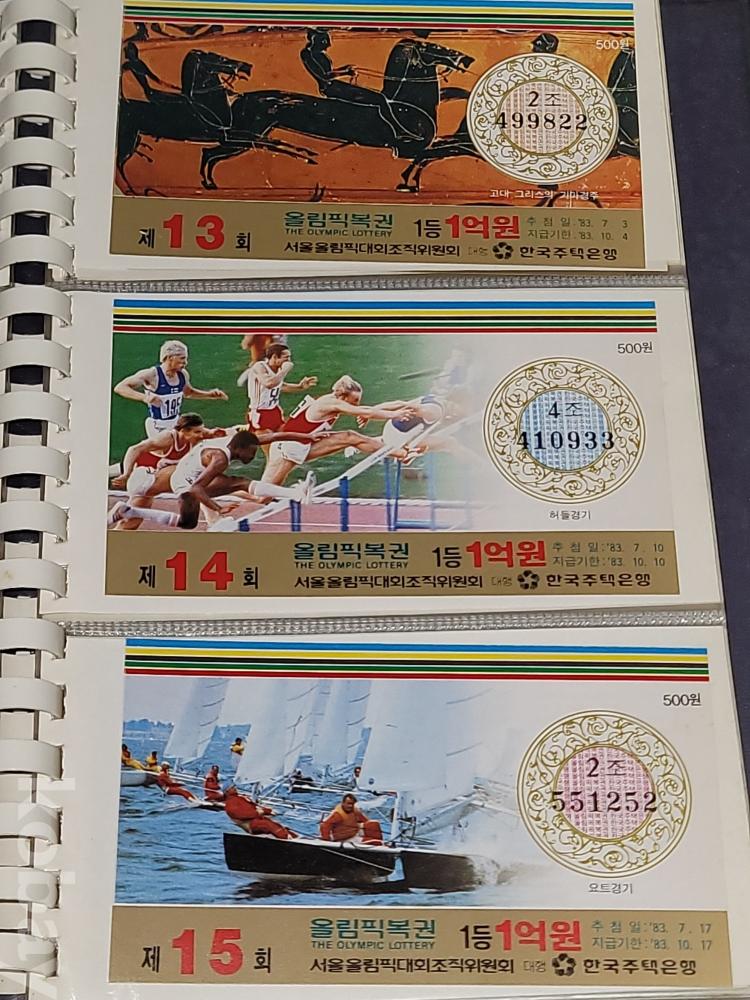 500원
2조
499822
고대 그리스의 기마경주
제13회
올림픽복권
THE OLYMPIC LOTTERY
1등 1억원
추첨일:'83. 7. 3
지급기한:'83. 10. 4
서울올림픽대회조직위원회 대행 한국주택은행
500원
4조
410933
허들경기
195
제14회
올림픽복권
THE OLYMPIC LOTTERY
1등 1억원
추첨일:'83. 7. 10
지급기한:'83. 10. 10
서울올림픽대회조직위원회 대행 한국주택은행
500원
2조
551252
요트경기
제15회
올림픽복권
THE OLYMPIC LOTTERY
1등 1억원
추첨일:'83. 7. 17
지급기한:'83. 10. 17
서울올림픽대회조직위원회 대행 한국주택은행
kobay